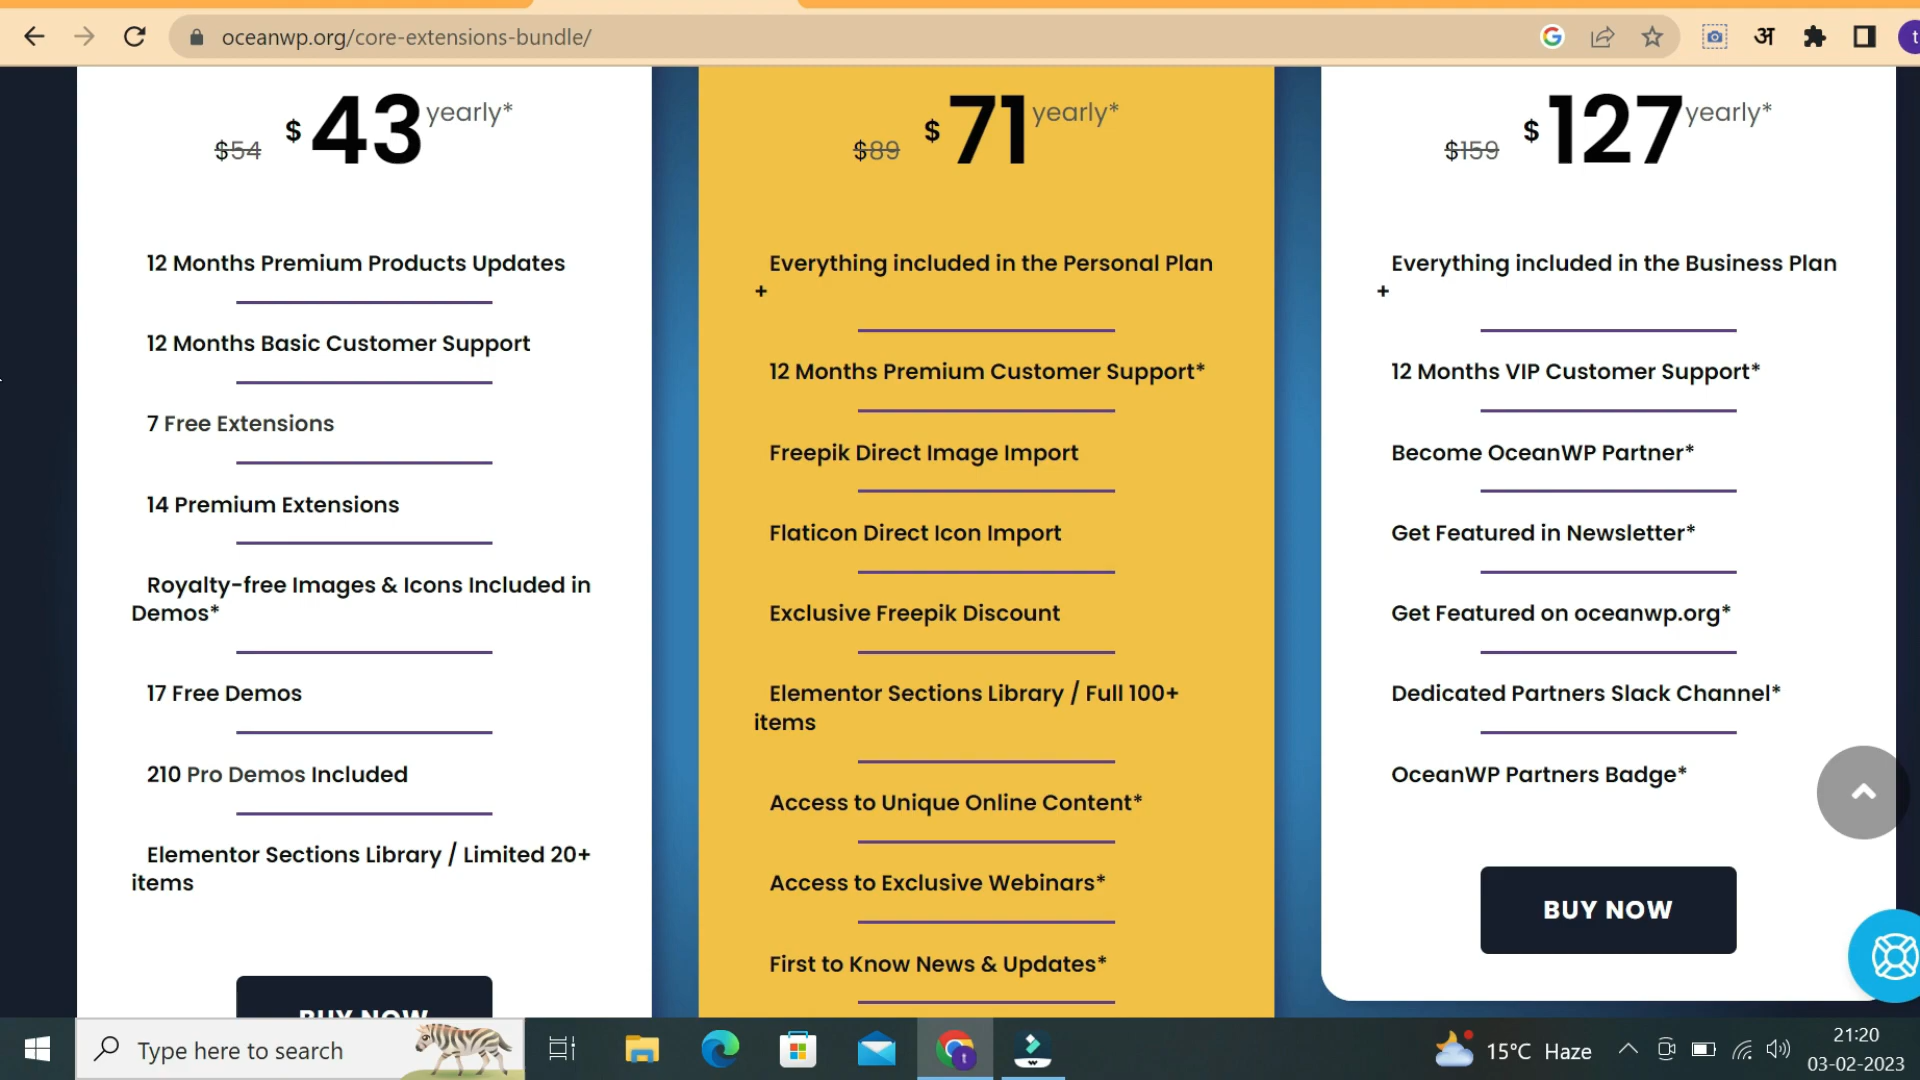 oceanwp.org/core-extensions-bundle/
अ
t
$54 $43 yearly*
12 Months Premium Products Updates
12 Months Basic Customer Support
7 Free Extensions
14 Premium Extensions
Royalty-free Images & Icons Included in
Demos*
17 Free Demos
210 Pro Demos Included
Elementor Sections Library / Limited 20+
items
BUY NOW
$89 $71 yearly*
Everything included in the Personal Plan
+
12 Months Premium Customer Support*
Freepik Direct Image Import
Flaticon Direct Icon Import
Exclusive Freepik Discount
Elementor Sections Library / Full 100+
items
Access to Unique Online Content*
Access to Exclusive Webinars*
First to Know News & Updates*
$159 $127 yearly*
Everything included in the Business Plan
+
12 Months VIP Customer Support*
Become OceanWP Partner*
Get Featured in Newsletter*
Get Featured on oceanwp.org*
Dedicated Partners Slack Channel*
OceanWP Partners Badge*
BUY NOW
Type here to search
t
15°C Haze
21:20
03-02-2023